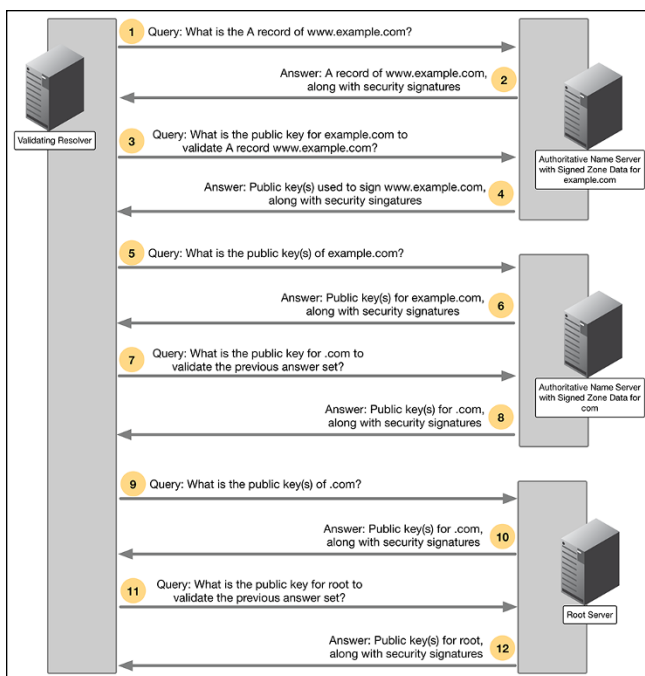 1 Query: What is the A record of www.example.com?
Answer: A record of www.example.com, 2
along with security signatures
Validating Resolver
3 Query: What is the public key for example.com to
validate A record www.example.com?
Authoritative Name Server
with Signed Zone Data for
example.com
Answer: Public key(s) used to sign www.example.com, 4
along with security singatures
5 Query: What is the public key(s) of example.com?
Answer: Public key(s) for example.com, 6
along with security signatures
7 Query: What is the public key for .com to
validate the previous answer set?
Authoritative Name Server
with Signed Zone Data for
com
Answer: Public key(s) for .com, 8
along with security signatures
9 Query: What is the public key(s) of .com?
Answer: Public key(s) for .com, 10
along with security signatures
11 Query: What is the public key for root to
validate the previous answer set?
Root Server
Answer: Public key(s) for root, 12
along with security signatures